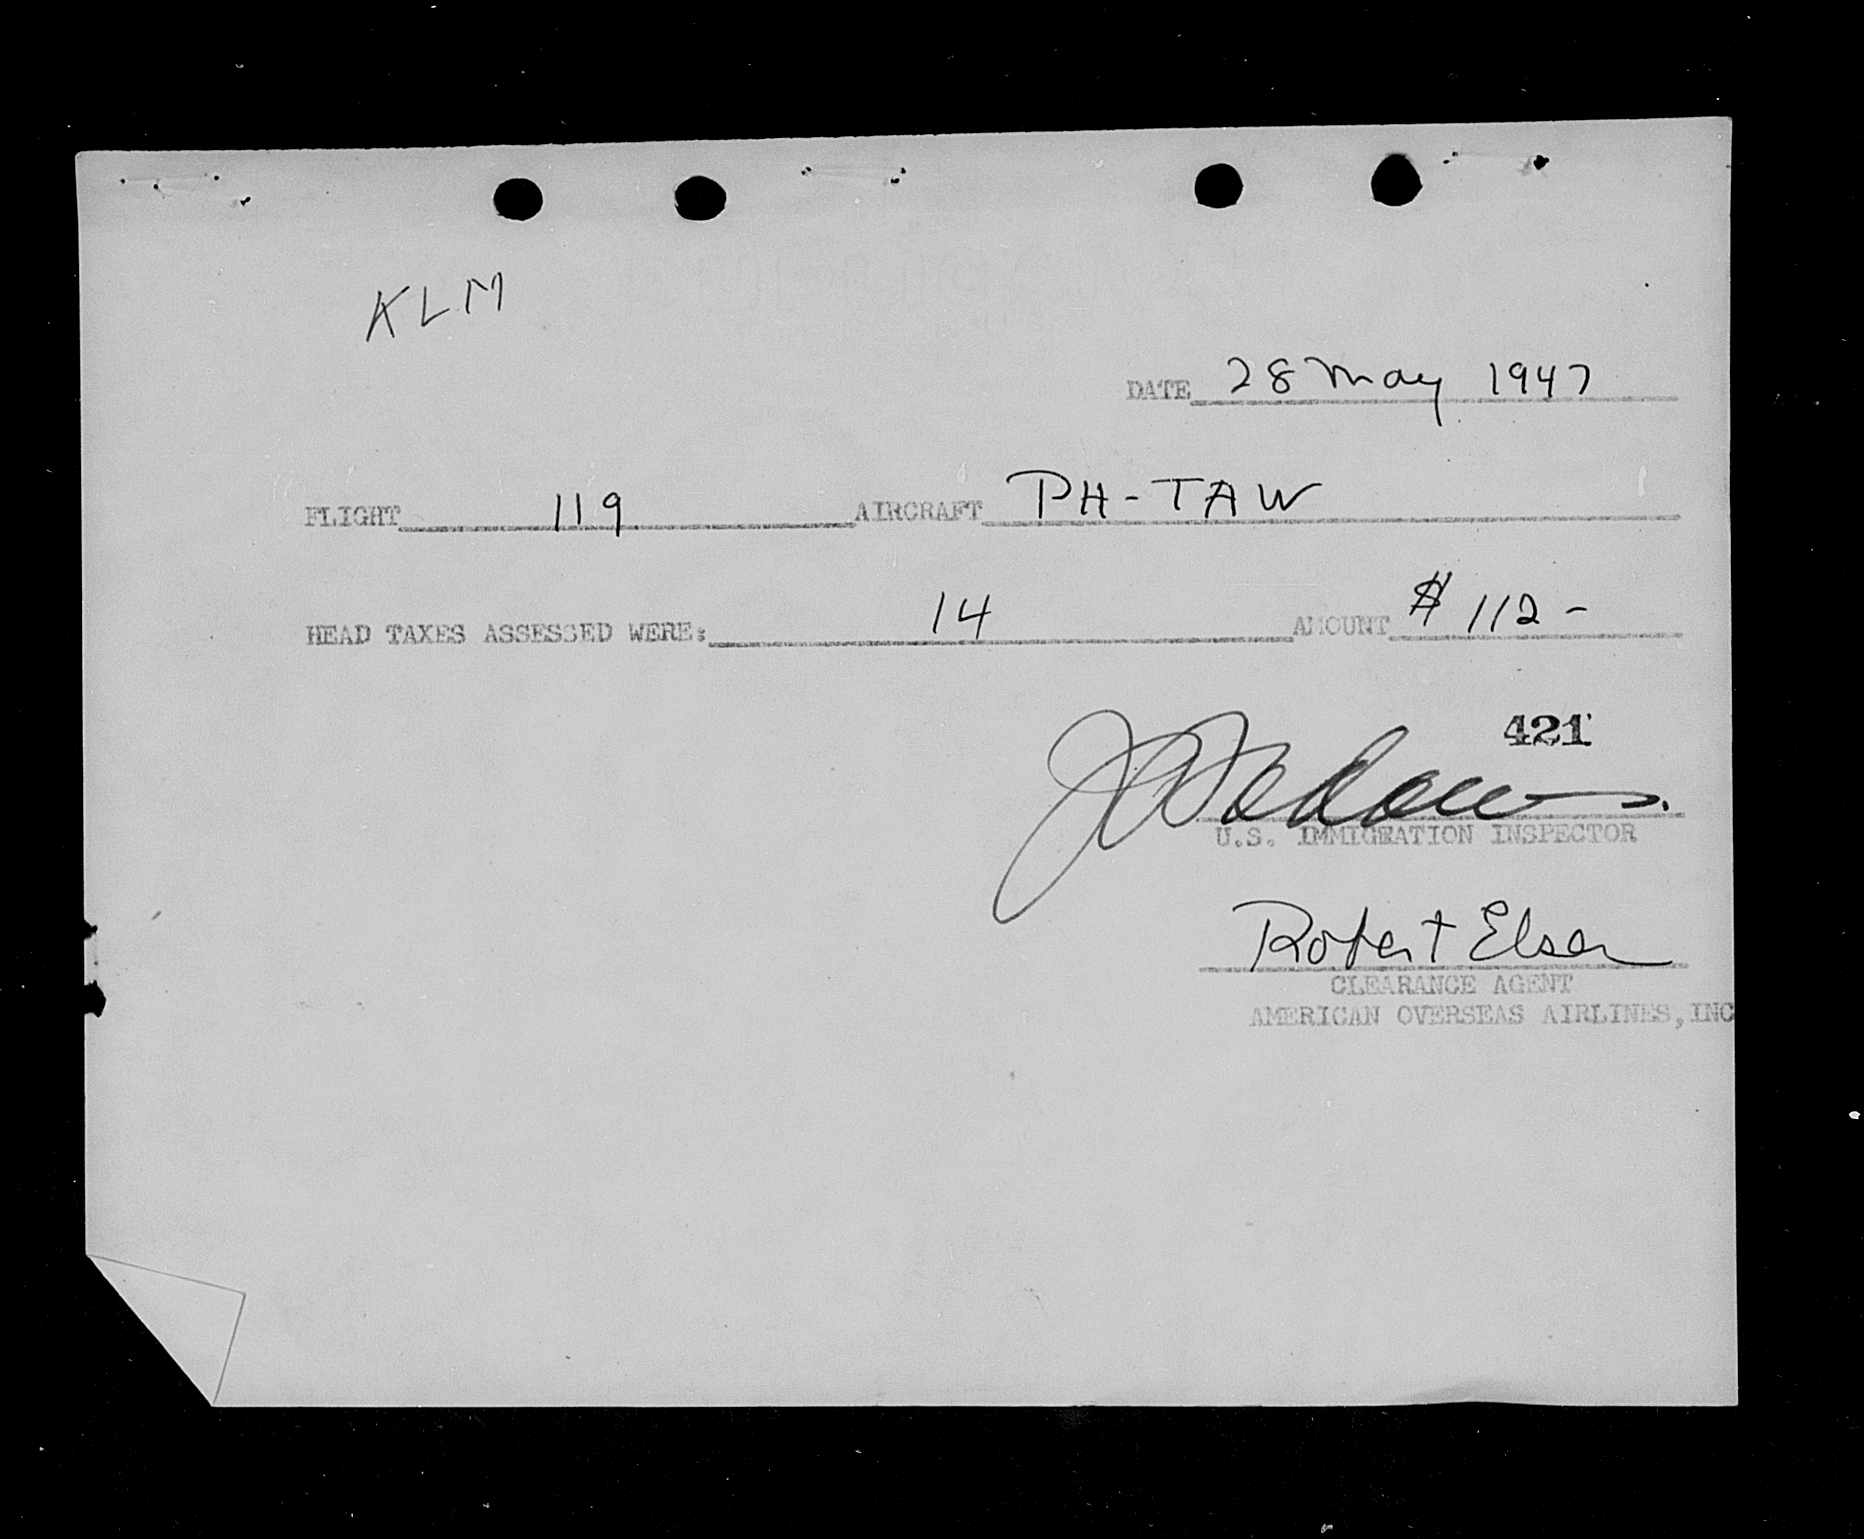 KLM
DATE 28 May 1947
FLIGHT 119 AIRCRAFT PH-TAW
HEAD TAXES ASSESSED WERE: 14 AMOUNT $ 112 -
421
U.S. IMMIGRATION INSPECTOR
Robert Elsen
CLEARANCE AGENT
AMERICAN OVERSEAS AIRLINES, INC